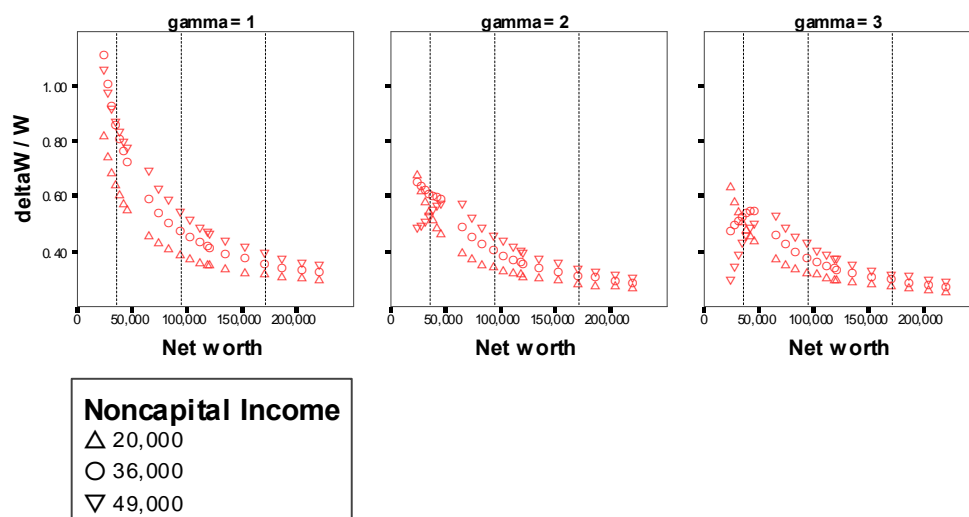 gamma= 1
gamma= 2
gamma= 3
deltaW / W
1.00
0.80
0.60
0.40
0
50,000
100,000
150,000
200,000
0
50,000
100,000
150,000
200,000
0
50,000
100,000
150,000
200,000
Net worth
Net worth
Net worth
Noncapital Income
20,000
36,000
49,000